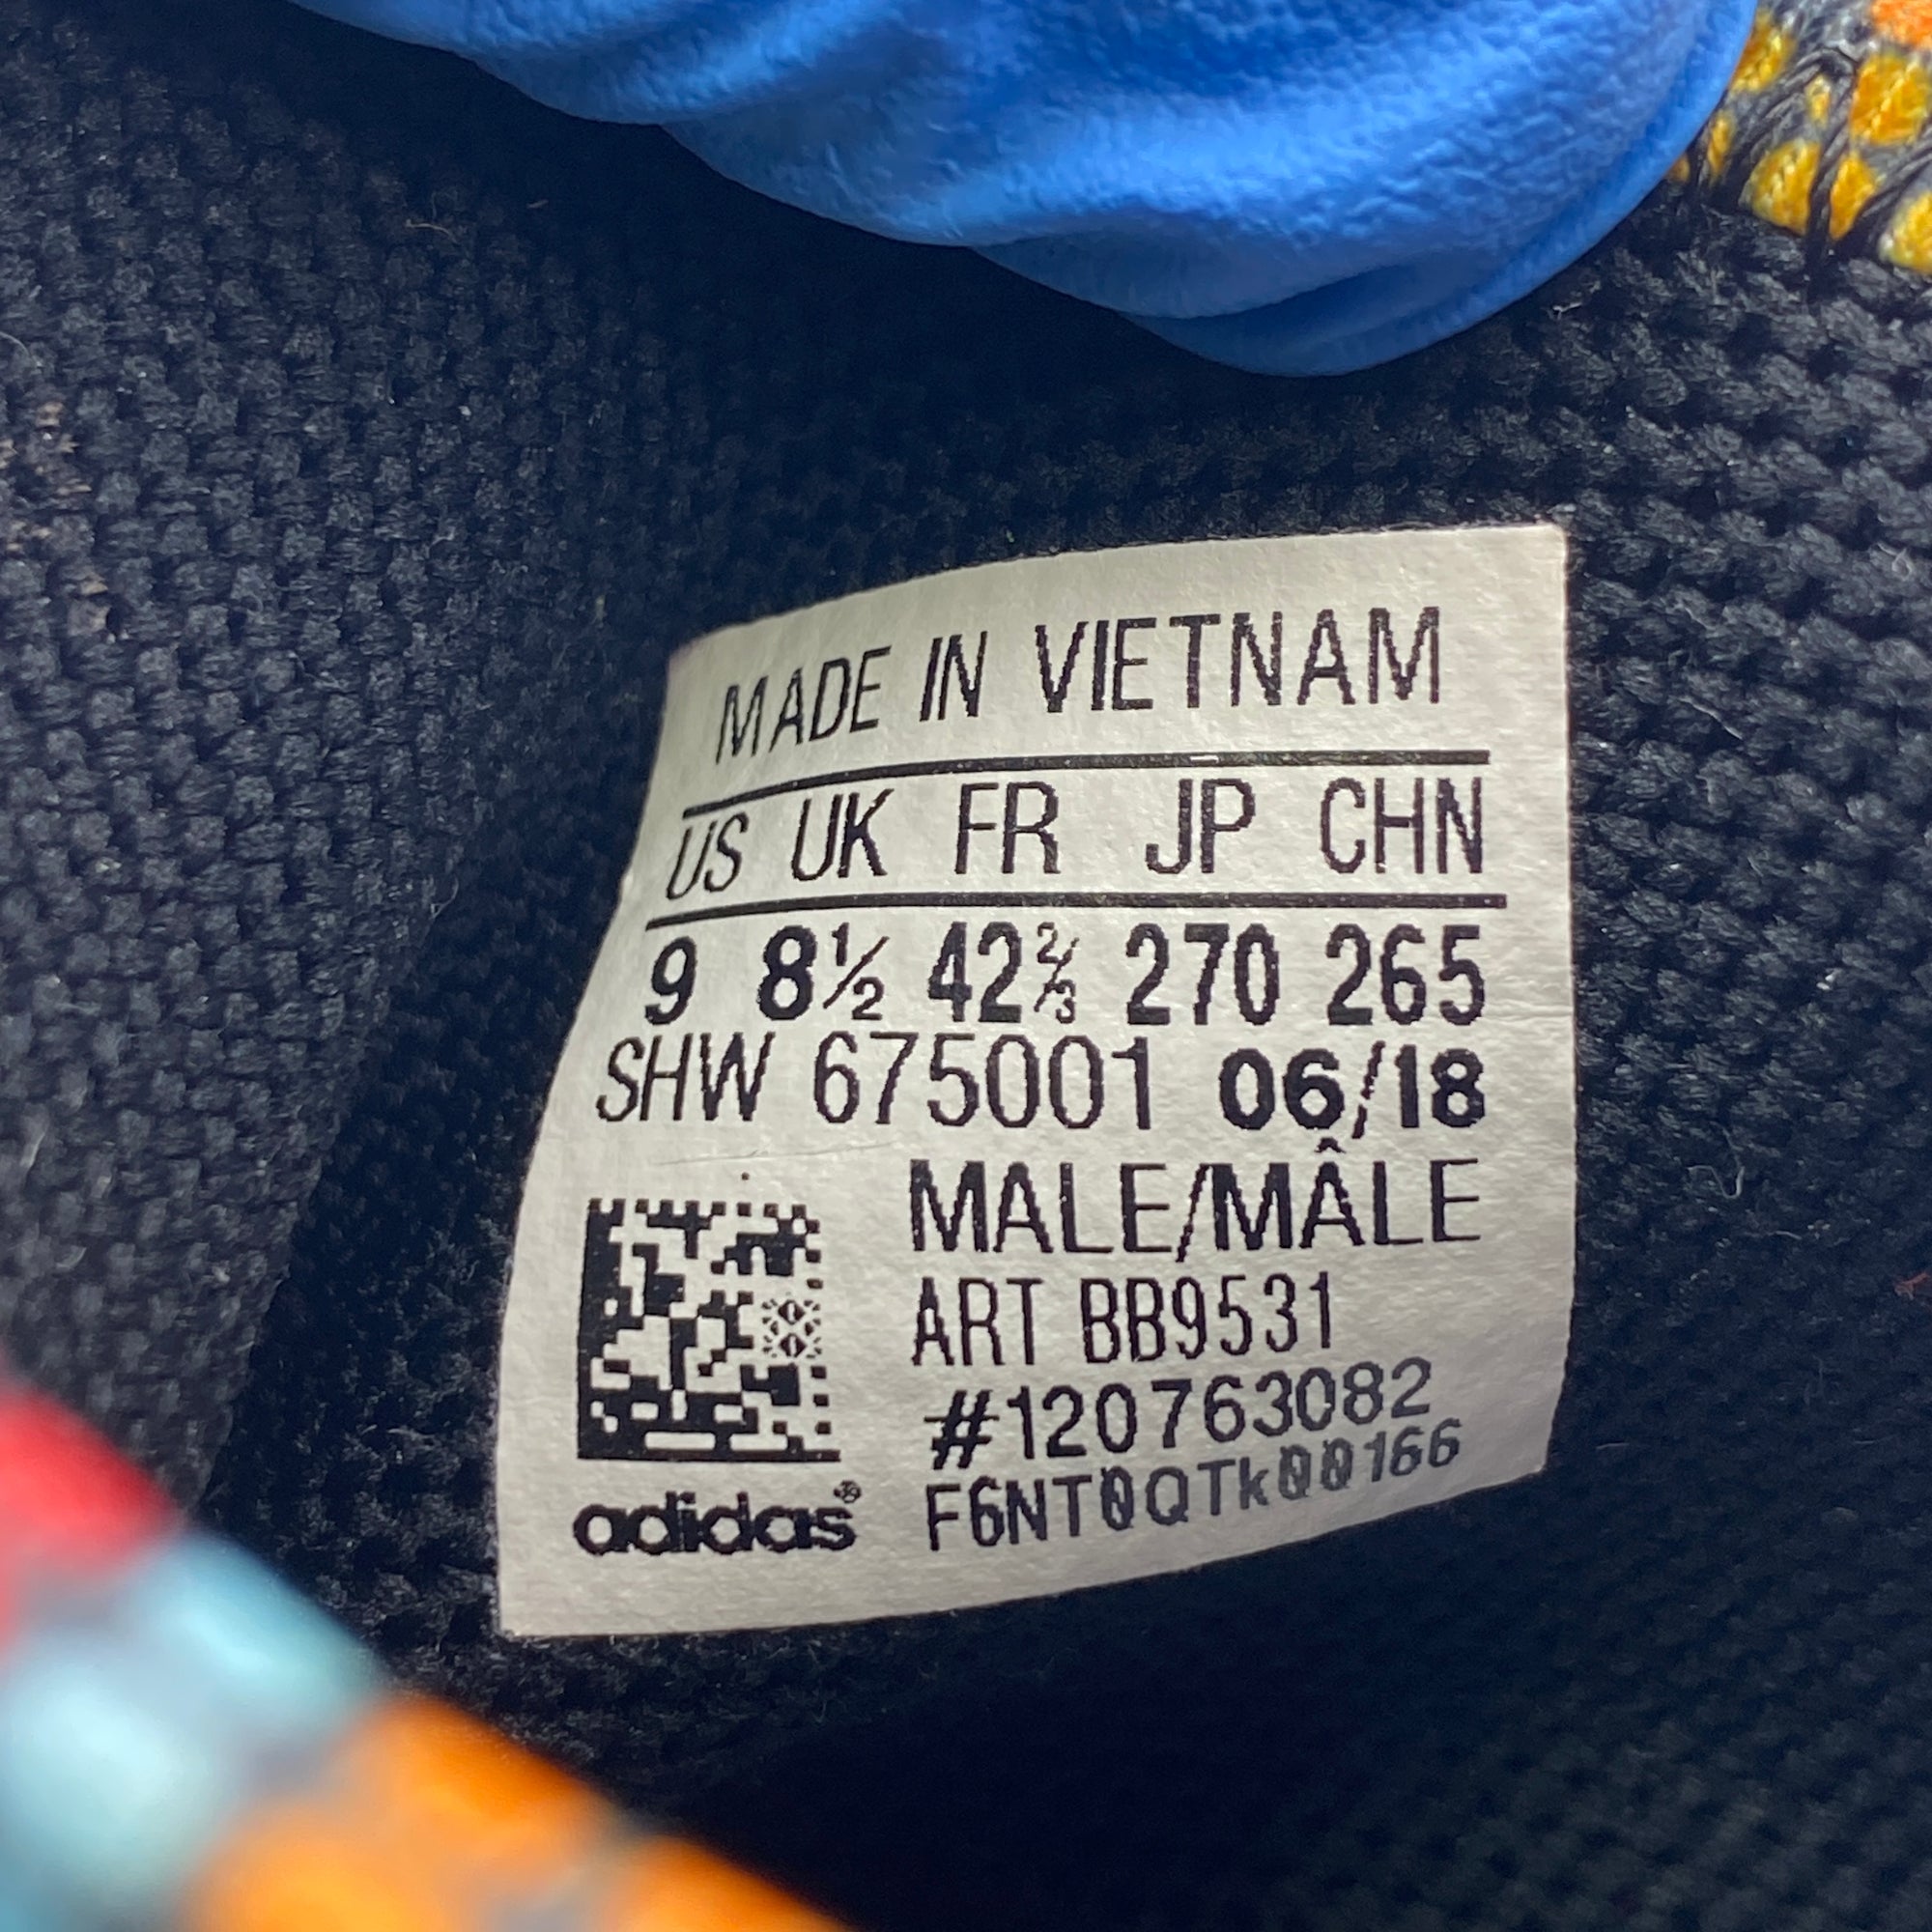 MADE IN VIETNAM
US UK FR JP CHN
9 8½ 42⅔ 270 265
SHW 675001 06/18
MALE/MÂLE
ART BB9531
#120763082
F6NT0QTk00166
adidas®